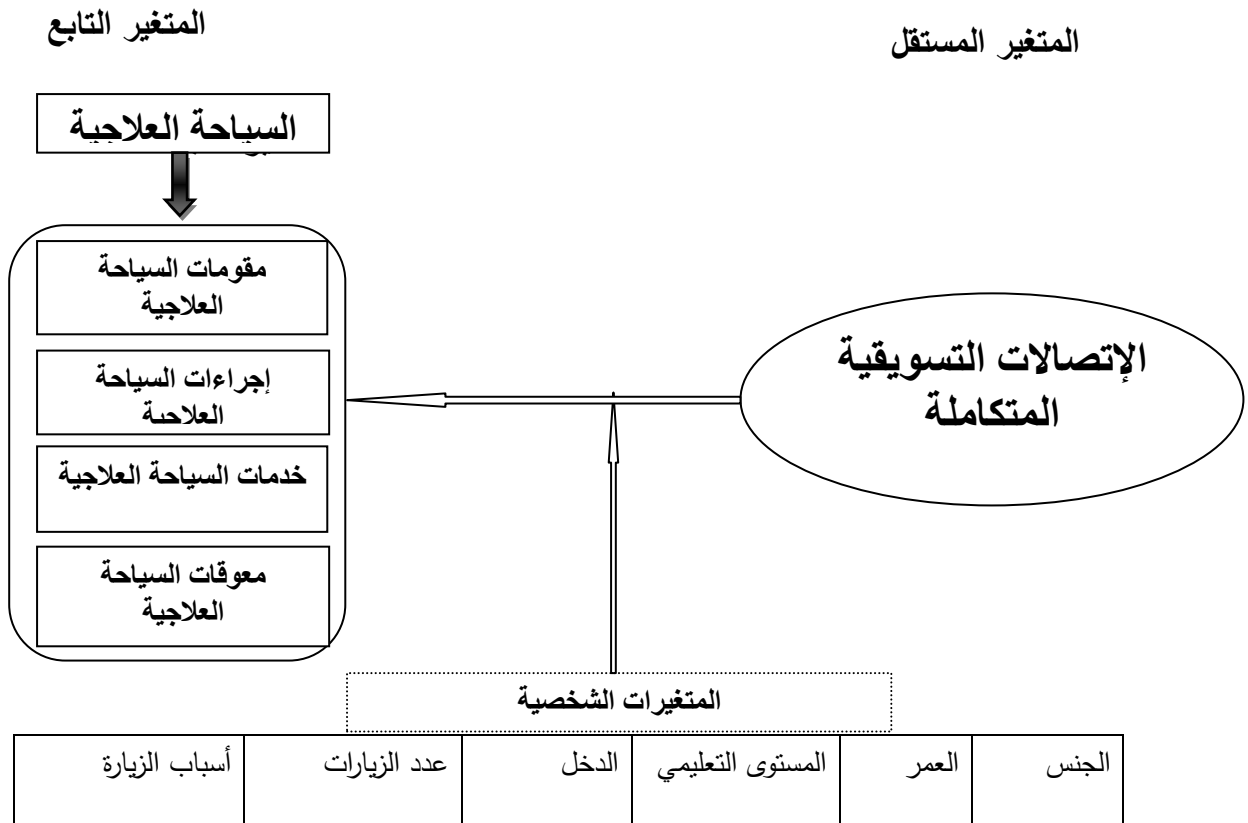 المتغير المستقل
المتغير التابع
السياحة العلاجية
مقومات السياحة
العلاجية
إجراءات السياحة
العلاجية
خدمات السياحة العلاجية
معوقات السياحة
العلاجية
الإتصالات التسويقية
المتكاملة
المتغيرات الشخصية
الجنس
العمر
المستوى التعليمي
الدخل
عدد الزيارات
أسباب الزيارة